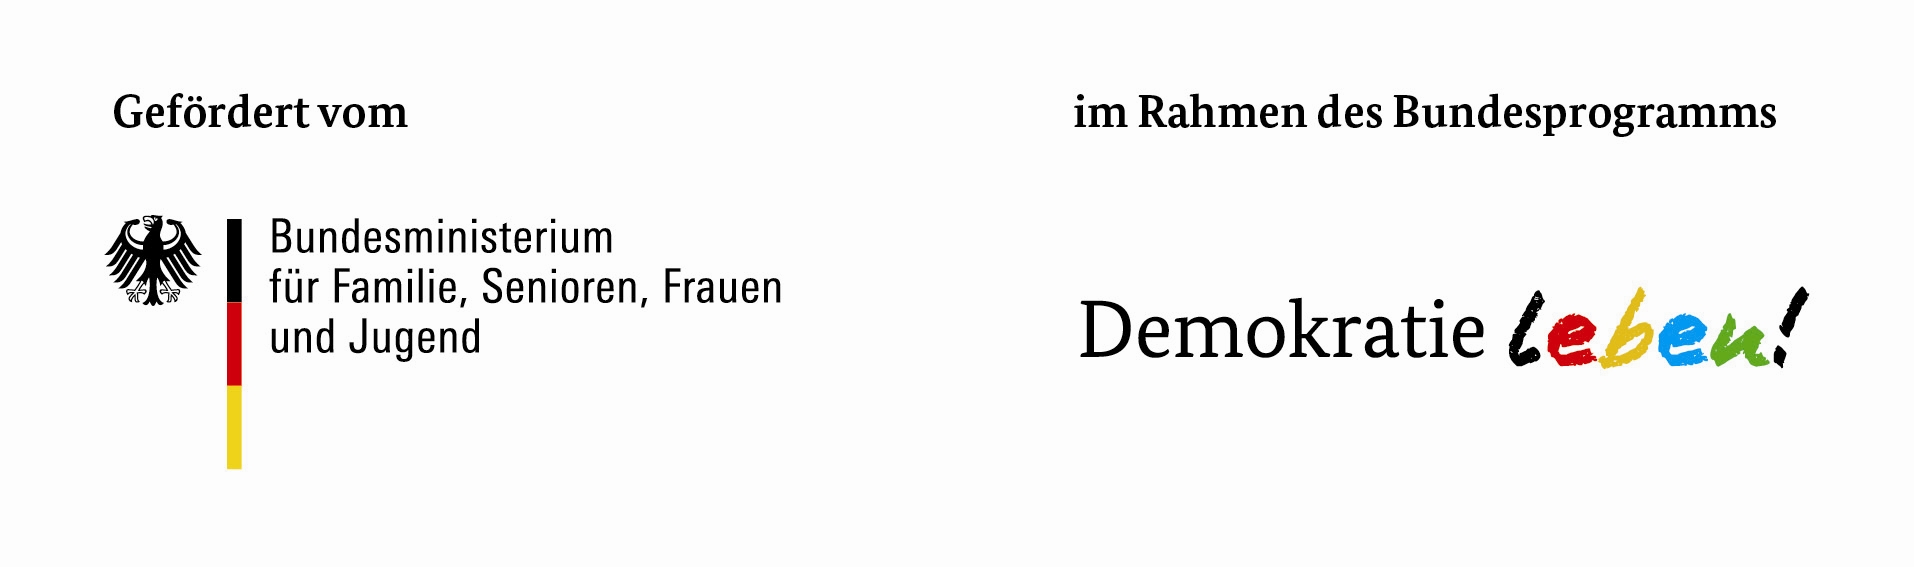 Gefördert vom
Bundesministerium
für Familie, Senioren, Frauen
und Jugend
im Rahmen des Bundesprogramms
Demokratie leben!